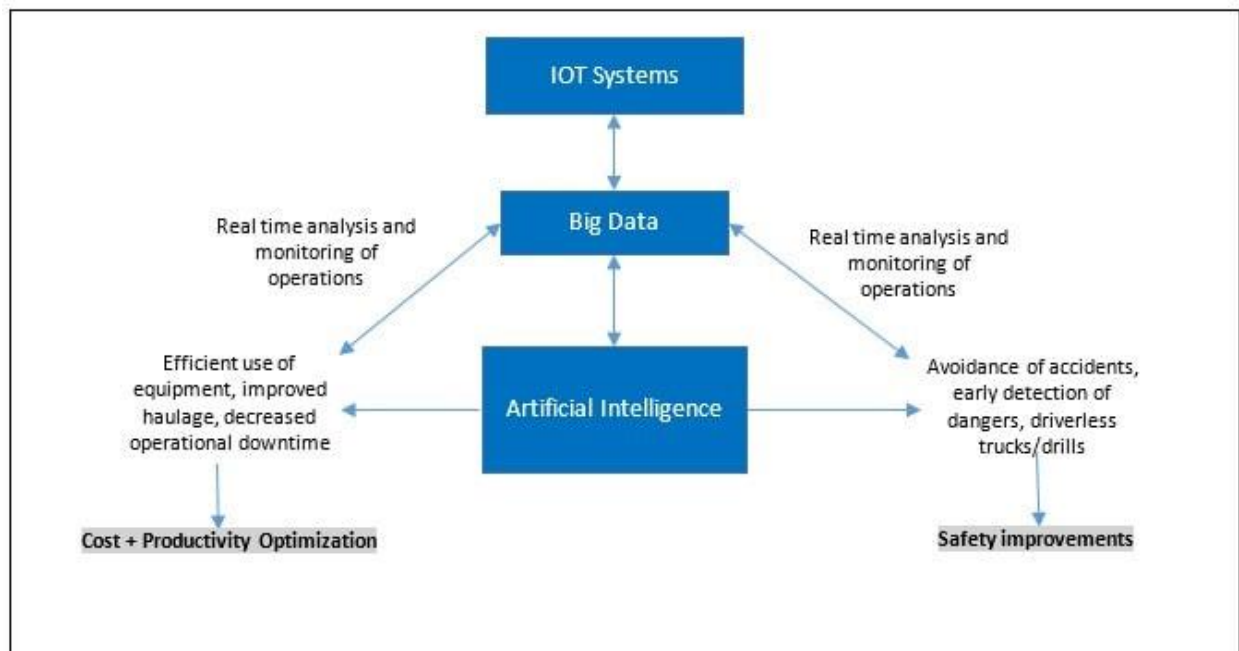 IOT Systems
Big Data
Real time analysis and
monitoring of
operations
Real time analysis and
monitoring of
operations
Efficient use of
equipment, improved
haulage, decreased
operational downtime
Artificial Intelligence
Avoidance of accidents,
early detection of
dangers, driverless
trucks/drills
Cost + Productivity Optimization
Safety improvements